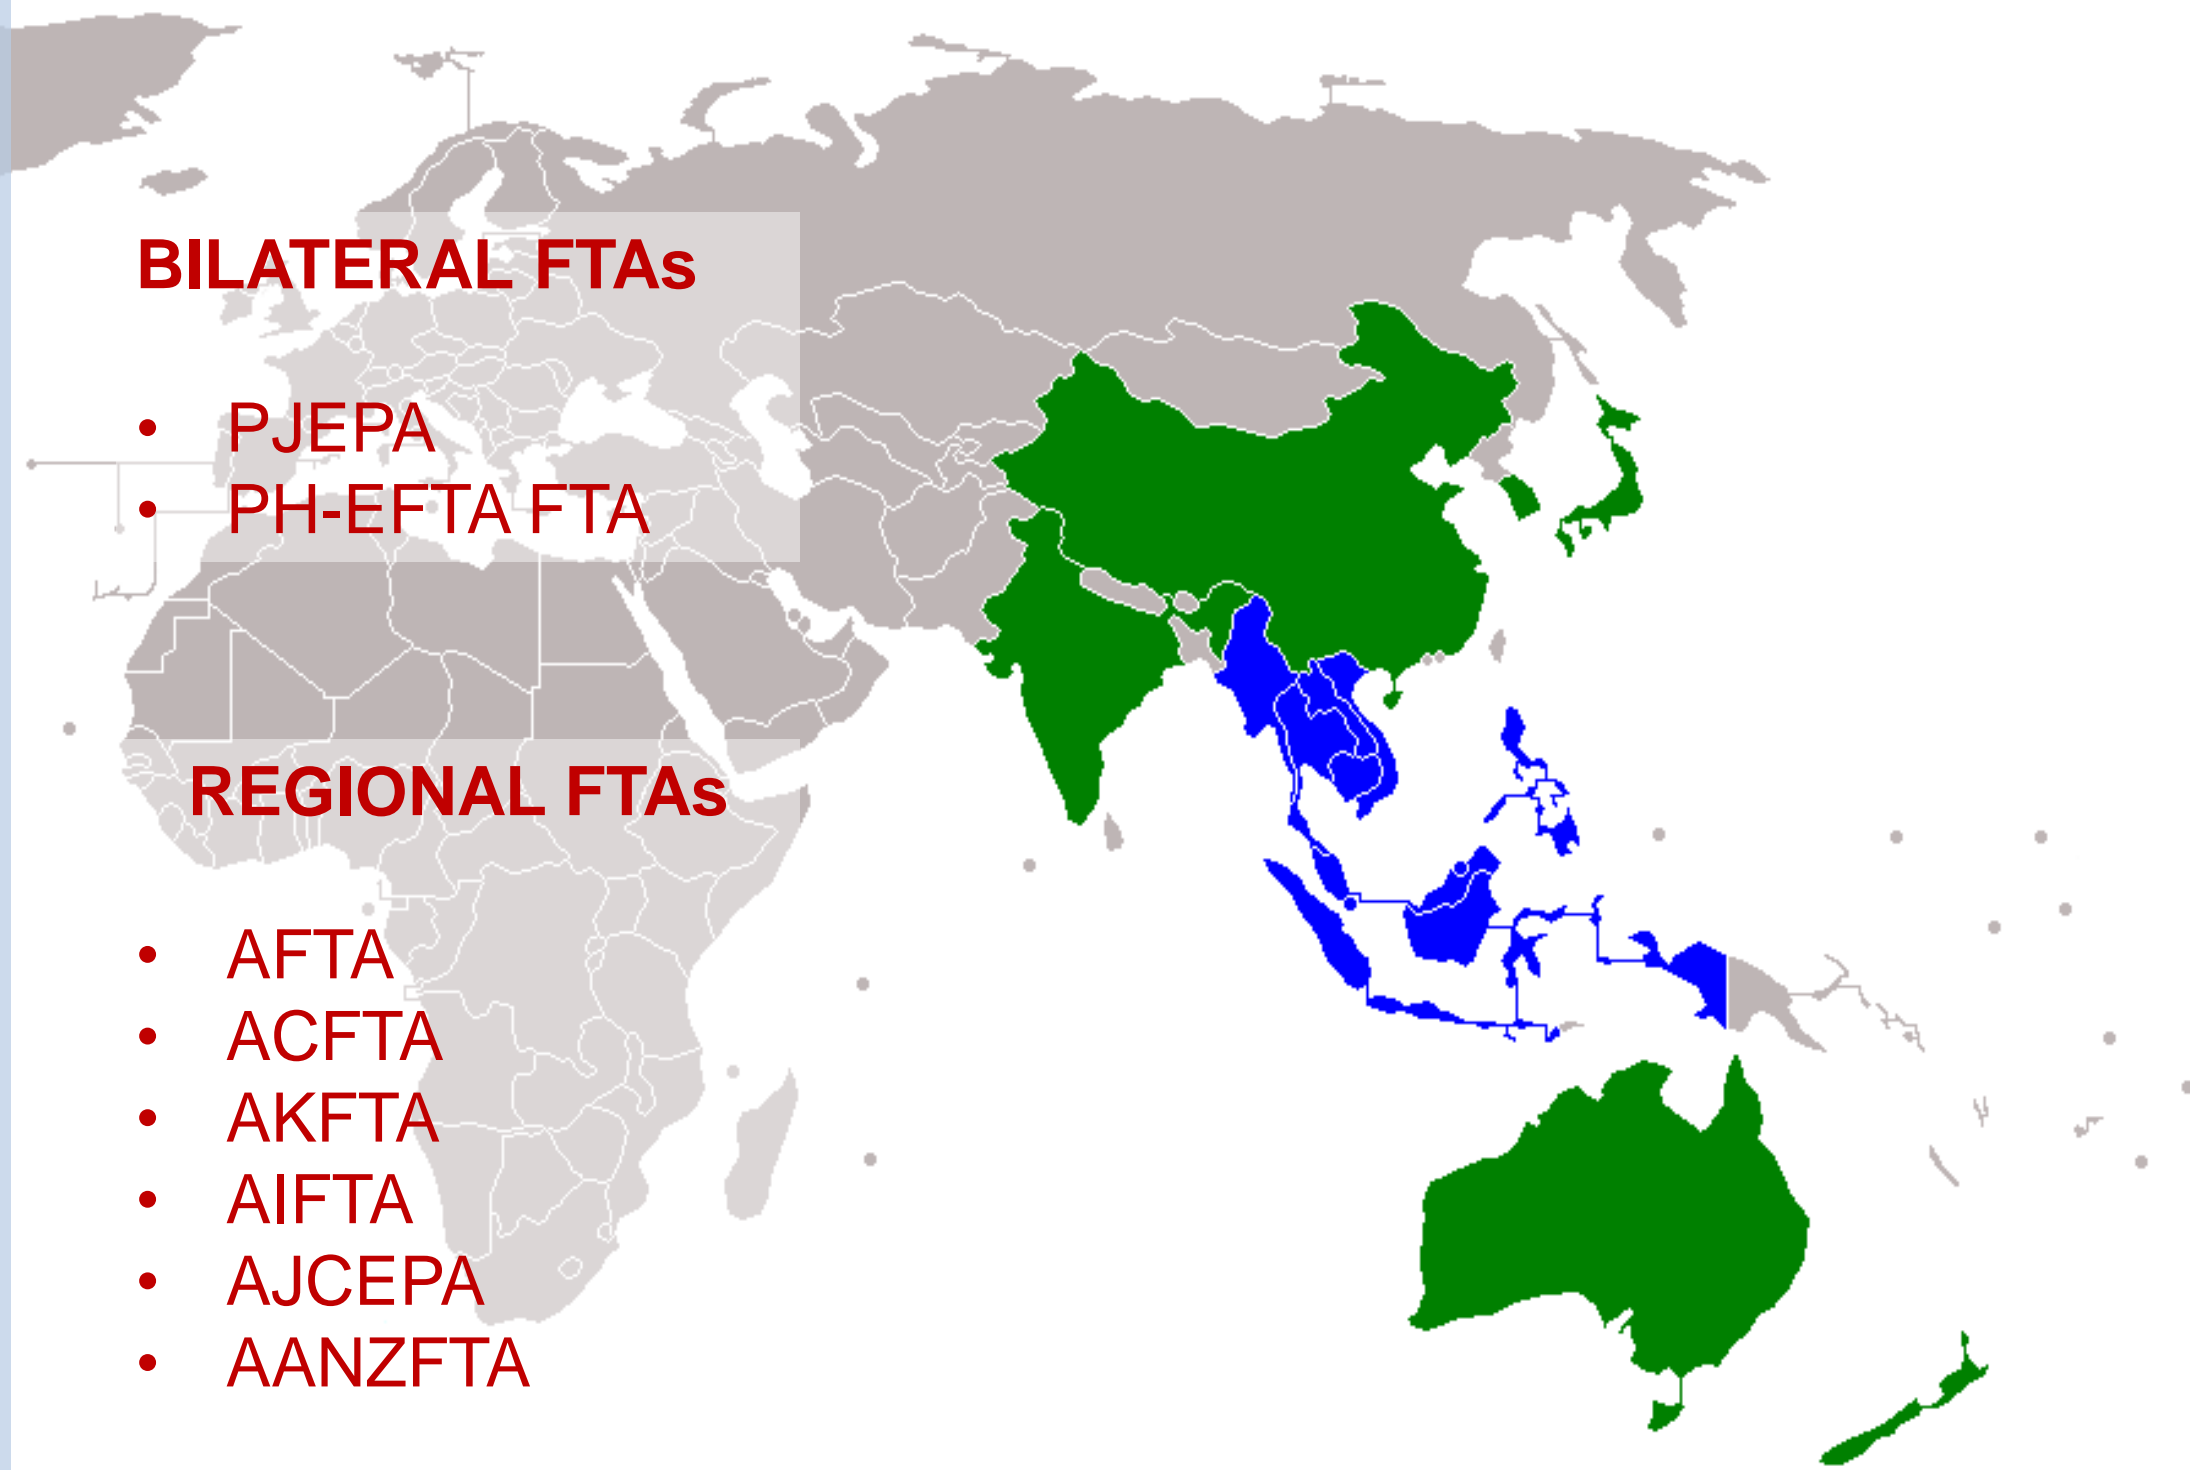 BILATERAL FTAs
• PJEPA
• PH-EFTA FTA
REGIONAL FTAs
• AFTA
• ACFTA
• AKFTA
• AIFTA
• AJCEPA
• AANZFTA